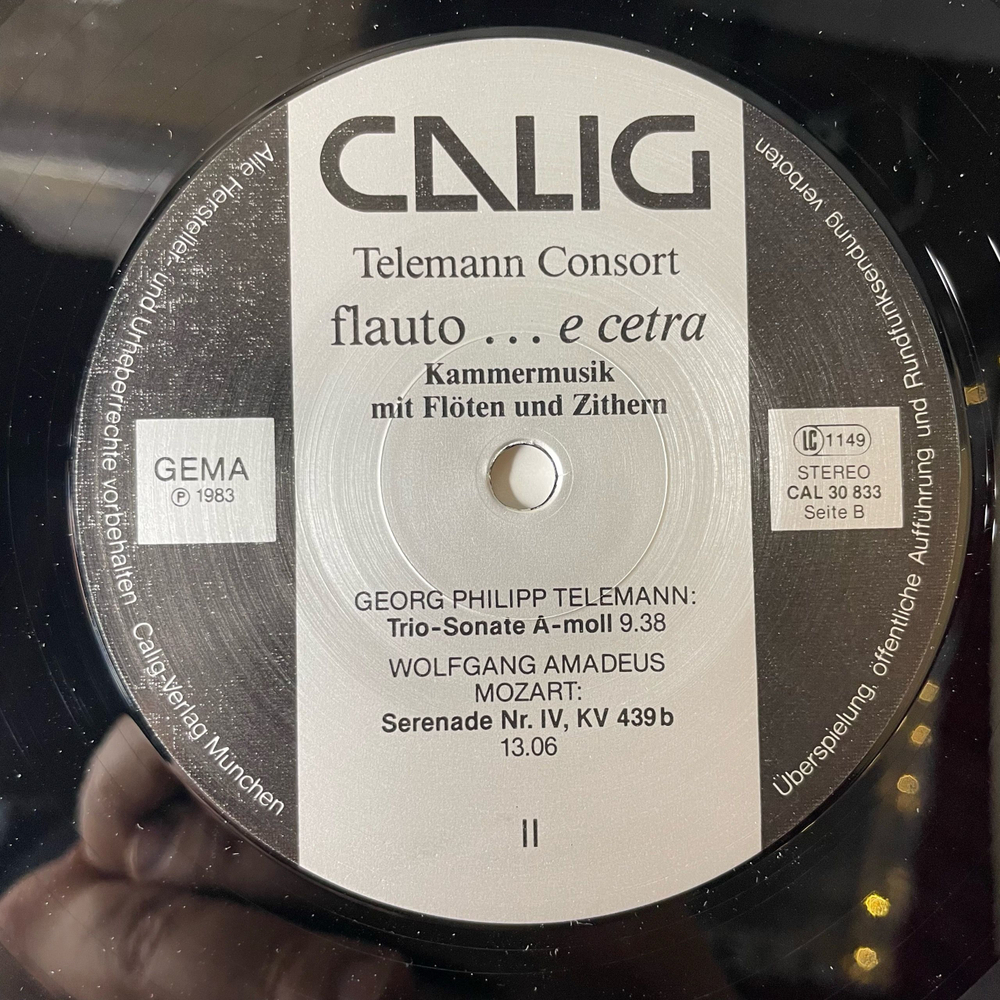 CALIG
Telemann Consort
flauto ... e cetra
Kammermusik
mit Flöten und Zithern
GEMA
Ⓟ 1983
LC 1149
STEREO
CAL 30 833
Seite B
GEORG PHILIPP TELEMANN:
Trio-Sonate A-moll 9.38
WOLFGANG AMADEUS
MOZART:
Serenade Nr. IV, KV 439 b
13.06
II
Alle Hersteller- und Urheberrechte vorbehalten Calig-Verlag München
Überspielung, öffentliche Aufführung und Rundfunksendung verboten